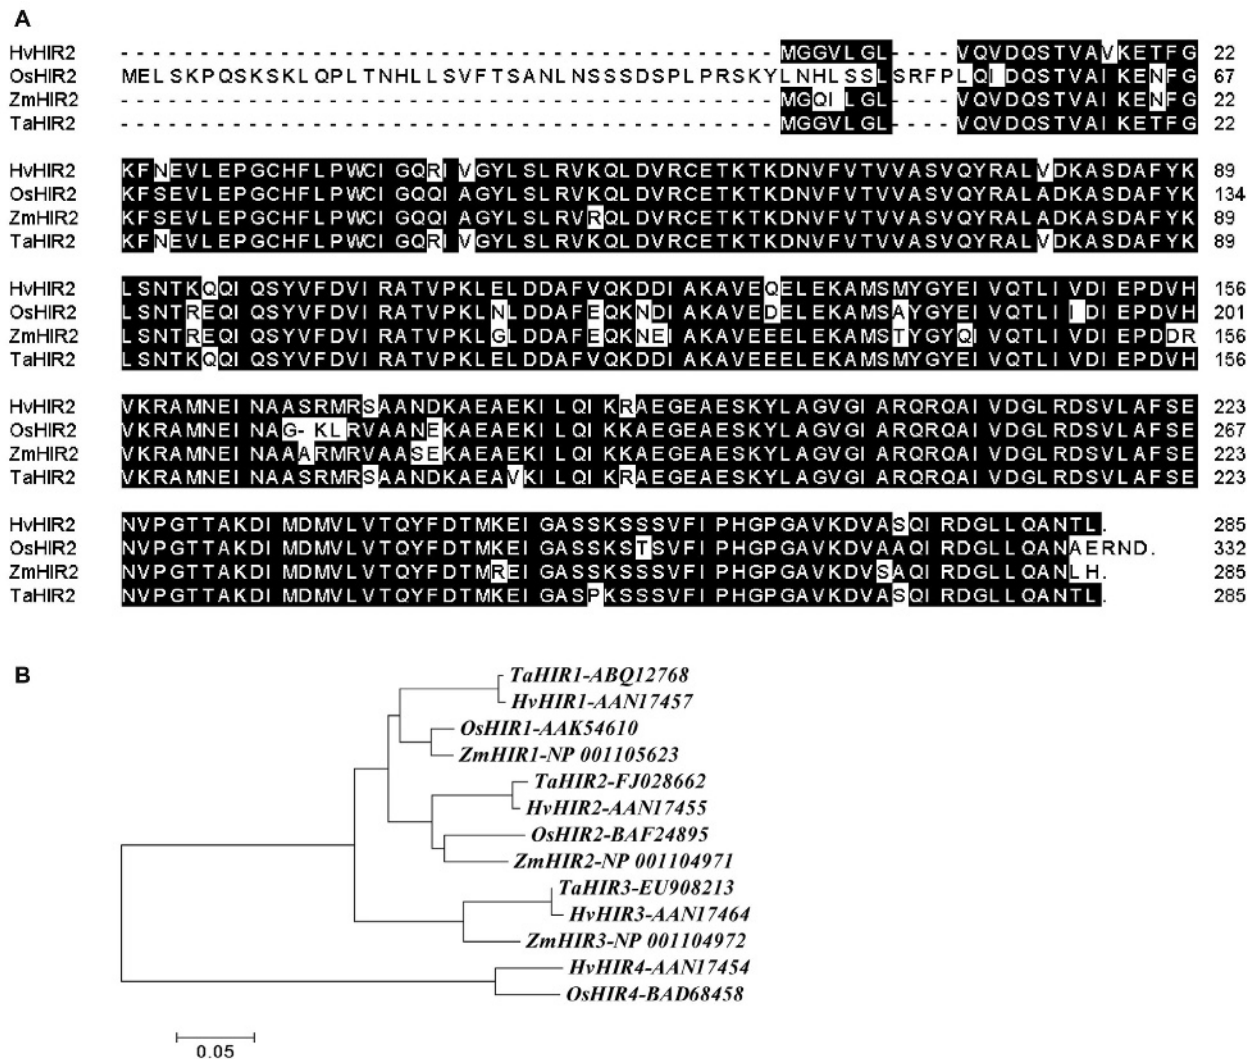 A
HvHIR2 - - - - - - - - - - - - - - - - - - - - - - - - - - - - - - - - - - - - - - - - - MGGVLGL - - - - VQVDQSTVAVKETFG 22
OsHIR2 MELSKPQSKSKLQPLTNHLLSVFTSANLNSSSDSPLPRSKYLNHLSSLSRFPLQIDQSTVAIKENFG 67
ZmHIR2 - - - - - - - - - - - - - - - - - - - - - - - - - - - - - - - - - - - - - - - - - MGQILGL - - - - VQVDQSTVAIKENFG 22
TaHIR2 - - - - - - - - - - - - - - - - - - - - - - - - - - - - - - - - - - - - - - - - - MGGVLGL - - - - VQVDQSTVAIKETFG 22
HvHIR2 KFNEVLEPGCHFLPWCIGQRIVGYLSLRVKQLDVRCETKTKDNVFVTVVASVQYRALVDKASDAFYK 89
OsHIR2 KFSEVLEPGCHFLPWCIGQQIAGYLSLRVKQLDVRCETKTKDNVFVTVVASVQYRALADKASDAFYK 134
ZmHIR2 KFSEVLEPGCHFLPWCIGQQIAGYLSLRVRQLDVRCETKTKDNVFVTVVASVQYRALADKASDAFYK 89
TaHIR2 KFNEVLEPGCHFLPWCIGQRIVGYLSLRVKQLDVRCETKTKDNVFVTVVASVQYRALVDKASDAFYK 89
HvHIR2 LSNTKQQIQSYVFDVIRATVPKLELDDAFVQKDDIAKAVEQELEKAMSMYGYEIVQTLIVDIEPDVH 156
OsHIR2 LSNTREQIQSYVFDVIRATVPKLNLDDAFEQKNDIAKAVEDELEKAMSAYGYEIVQTLIIDIEPDVH 201
ZmHIR2 LSNTREQIQSYVFDVIRATVPKLGLDDAFEQKNEIAKAVEEELEKAMSTYGYQIVQTLIVDIEPDDR 156
TaHIR2 LSNTKQQIQSYVFDVIRATVPKLELDDAFVQKDDIAKAVEEELEKAMSMYGYEIVQTLIVDIEPDVH 156
HvHIR2 VKRAMNEINAASRMRSAANDKAEAEKILQIKRAEGEAESKYLAGVGIARQRQAIVDGLRDSVLAFSE 223
OsHIR2 VKRAMNEINAG-KLRVAANEKAEAEKILQIKKAEGEAESKYLAGVGIARQRQAIVDGLRDSVLAFSE 267
ZmHIR2 VKRAMNEINAAARMRVAASEKAEAEKILQIKKAEGEAESKYLAGVGIARQRQAIVDGLRDSVLAFSE 223
TaHIR2 VKRAMNEINAASRMRSAANDKAEAVKILQIKRAEGEAESKYLAGVGIARQRQAIVDGLRDSVLAFSE 223
HvHIR2 NVPGTTAKDIMDMVLVTQYFDTMKEIGASSKSSSVFIPHGPGAVKDVASQIRDGLLQANTL. 285
OsHIR2 NVPGTTAKDIMDMVLVTQYFDTMKEIGASSKSTSVFIPHGPGAVKDVAAQIRDGLLQANAERND. 332
ZmHIR2 NVPGTTAKDIMDMVLVTQYFDTMREIGASSKSSSVFIPHGPGAVKDVSAQIRDGLLQANLH. 285
TaHIR2 NVPGTTAKDIMDMVLVTQYFDTMKEIGASPKSSSVFIPHGPGAVKDVASQIRDGLLQANTL. 285
B
TaHIR1-ABQ12768
HvHIR1-AAN17457
OsHIR1-AAK54610
ZmHIR1-NP 001105623
TaHIR2-FJ028662
HvHIR2-AAN17455
OsHIR2-BAF24895
ZmHIR2-NP 001104971
TaHIR3-EU908213
HvHIR3-AAN17464
ZmHIR3-NP 001104972
HvHIR4-AAN17454
OsHIR4-BAD68458
0.05